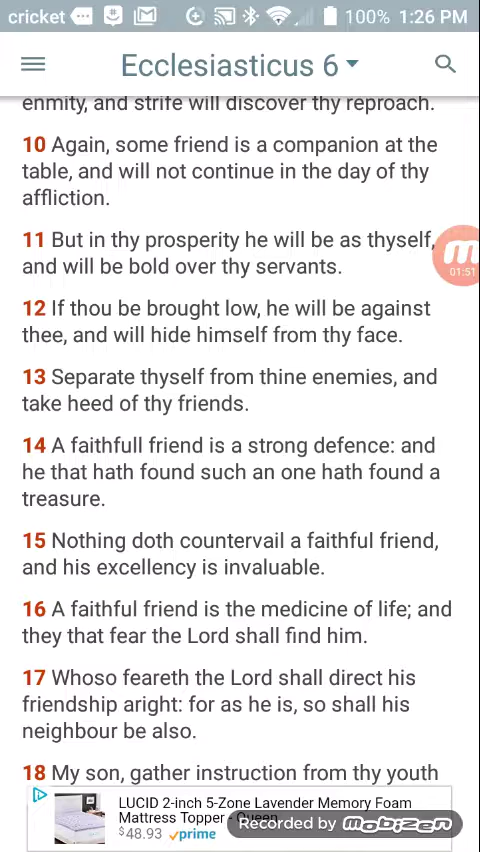 cricket 100% 1:26 PM
Ecclesiasticus 6
enmity, and strife will discover thy reproach.
10 Again, some friend is a companion at the
table, and will not continue in the day of thy
affliction.
11 But in thy prosperity he will be as thyself,
and will be bold over thy servants.
m
01:51
12 If thou be brought low, he will be against
thee, and will hide himself from thy face.
13 Separate thyself from thine enemies, and
take heed of thy friends.
14 A faithfull friend is a strong defence: and
he that hath found such an one hath found a
treasure.
15 Nothing doth countervail a faithful friend,
and his excellency is invaluable.
16 A faithful friend is the medicine of life; and
they that fear the Lord shall find him.
17 Whoso feareth the Lord shall direct his
friendship aright: for as he is, so shall his
neighbour be also.
18 My son, gather instruction from thy youth
LUCID 2-inch 5-Zone Lavender Memory Foam
Mattress Topper - Queen
$48.93 prime
Recorded by mobizen